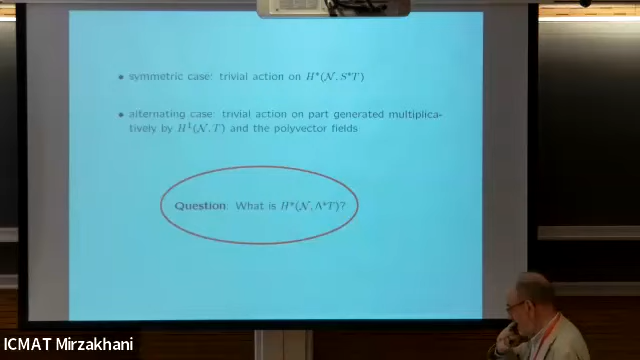 • symmetric case: trivial action on H*(N, S*T)
• alternating case: trivial action on part generated multiplica-
tively by H¹(N, T) and the polyvector fields
Question: What is H*(N, Λ*T)?
ICMAT Mirzakhani